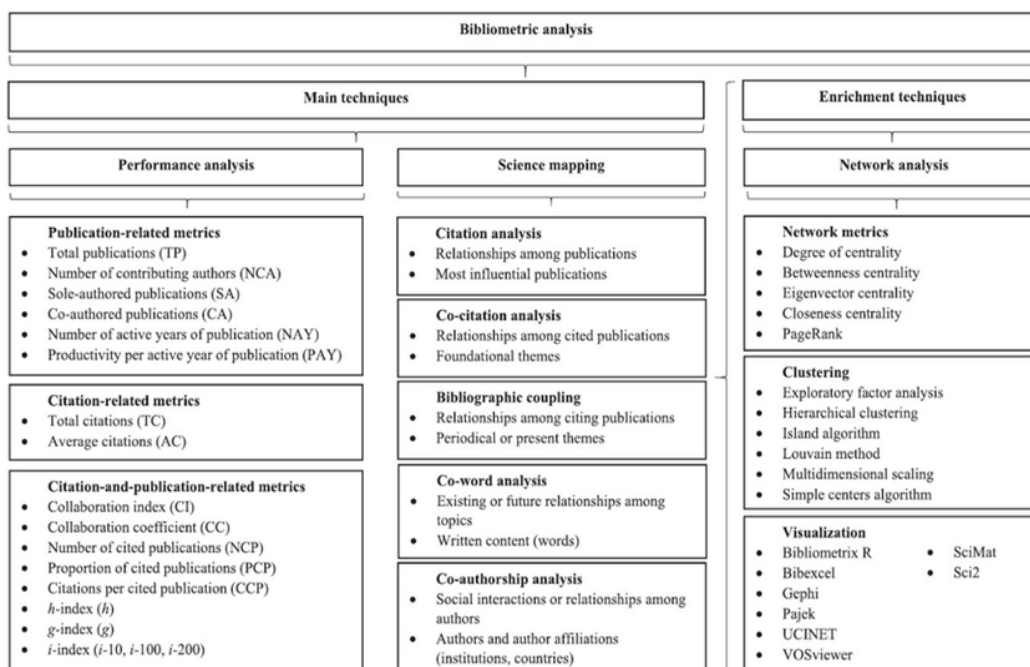 Bibliometric analysis
Main techniques
Enrichment techniques
Performance analysis
Science mapping
Network analysis
Publication-related metrics
• Total publications (TP)
• Number of contributing authors (NCA)
• Sole-authored publications (SA)
• Co-authored publications (CA)
• Number of active years of publication (NAY)
• Productivity per active year of publication (PAY)
Citation-related metrics
• Total citations (TC)
• Average citations (AC)
Citation-and-publication-related metrics
• Collaboration index (CI)
• Collaboration coefficient (CC)
• Number of cited publications (NCP)
• Proportion of cited publications (PCP)
• Citations per cited publication (CCP)
• h-index (h)
• g-index (g)
• i-index (i-10, i-100, i-200)
Citation analysis
• Relationships among publications
• Most influential publications
Co-citation analysis
• Relationships among cited publications
• Foundational themes
Bibliographic coupling
• Relationships among citing publications
• Periodical or present themes
Co-word analysis
• Existing or future relationships among
topics
• Written content (words)
Co-authorship analysis
• Social interactions or relationships among
authors
• Authors and author affiliations
(institutions, countries)
Network metrics
• Degree of centrality
• Betweenness centrality
• Eigenvector centrality
• Closeness centrality
• PageRank
Clustering
• Exploratory factor analysis
• Hierarchical clustering
• Island algorithm
• Louvain method
• Multidimensional scaling
• Simple centers algorithm
Visualization
• Bibliometrix R
• Bibexcel
• Gephi
• Pajek
• UCINET
• VOSviewer
• SciMat
• Sci2